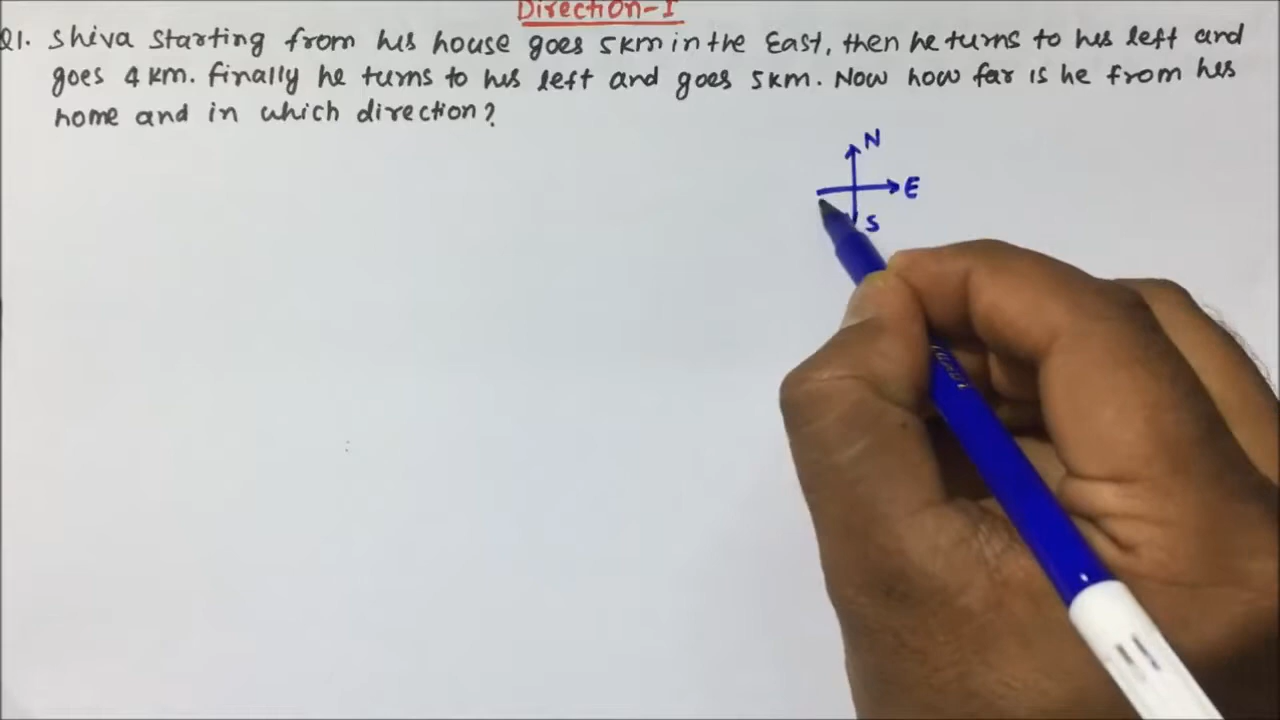 Direction-I
Q1. Shiva starting from his house goes 5km in the East, then he turns to his left and
goes 4 km. finally he turns to his left and goes 5km. Now how far is he from his
home and in which direction?
N
E
S